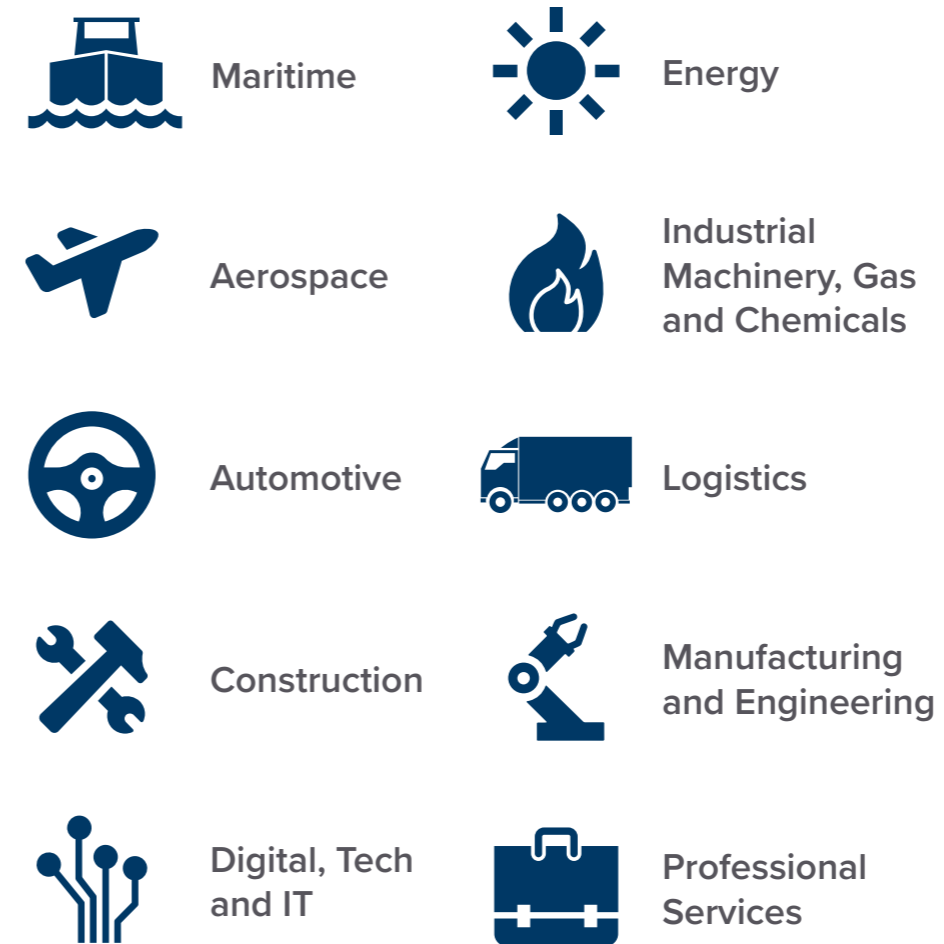 Maritime
Energy
Aerospace
Industrial
Machinery, Gas
and Chemicals
Automotive
Logistics
Construction
Manufacturing
and Engineering
Digital, Tech
and IT
Professional
Services